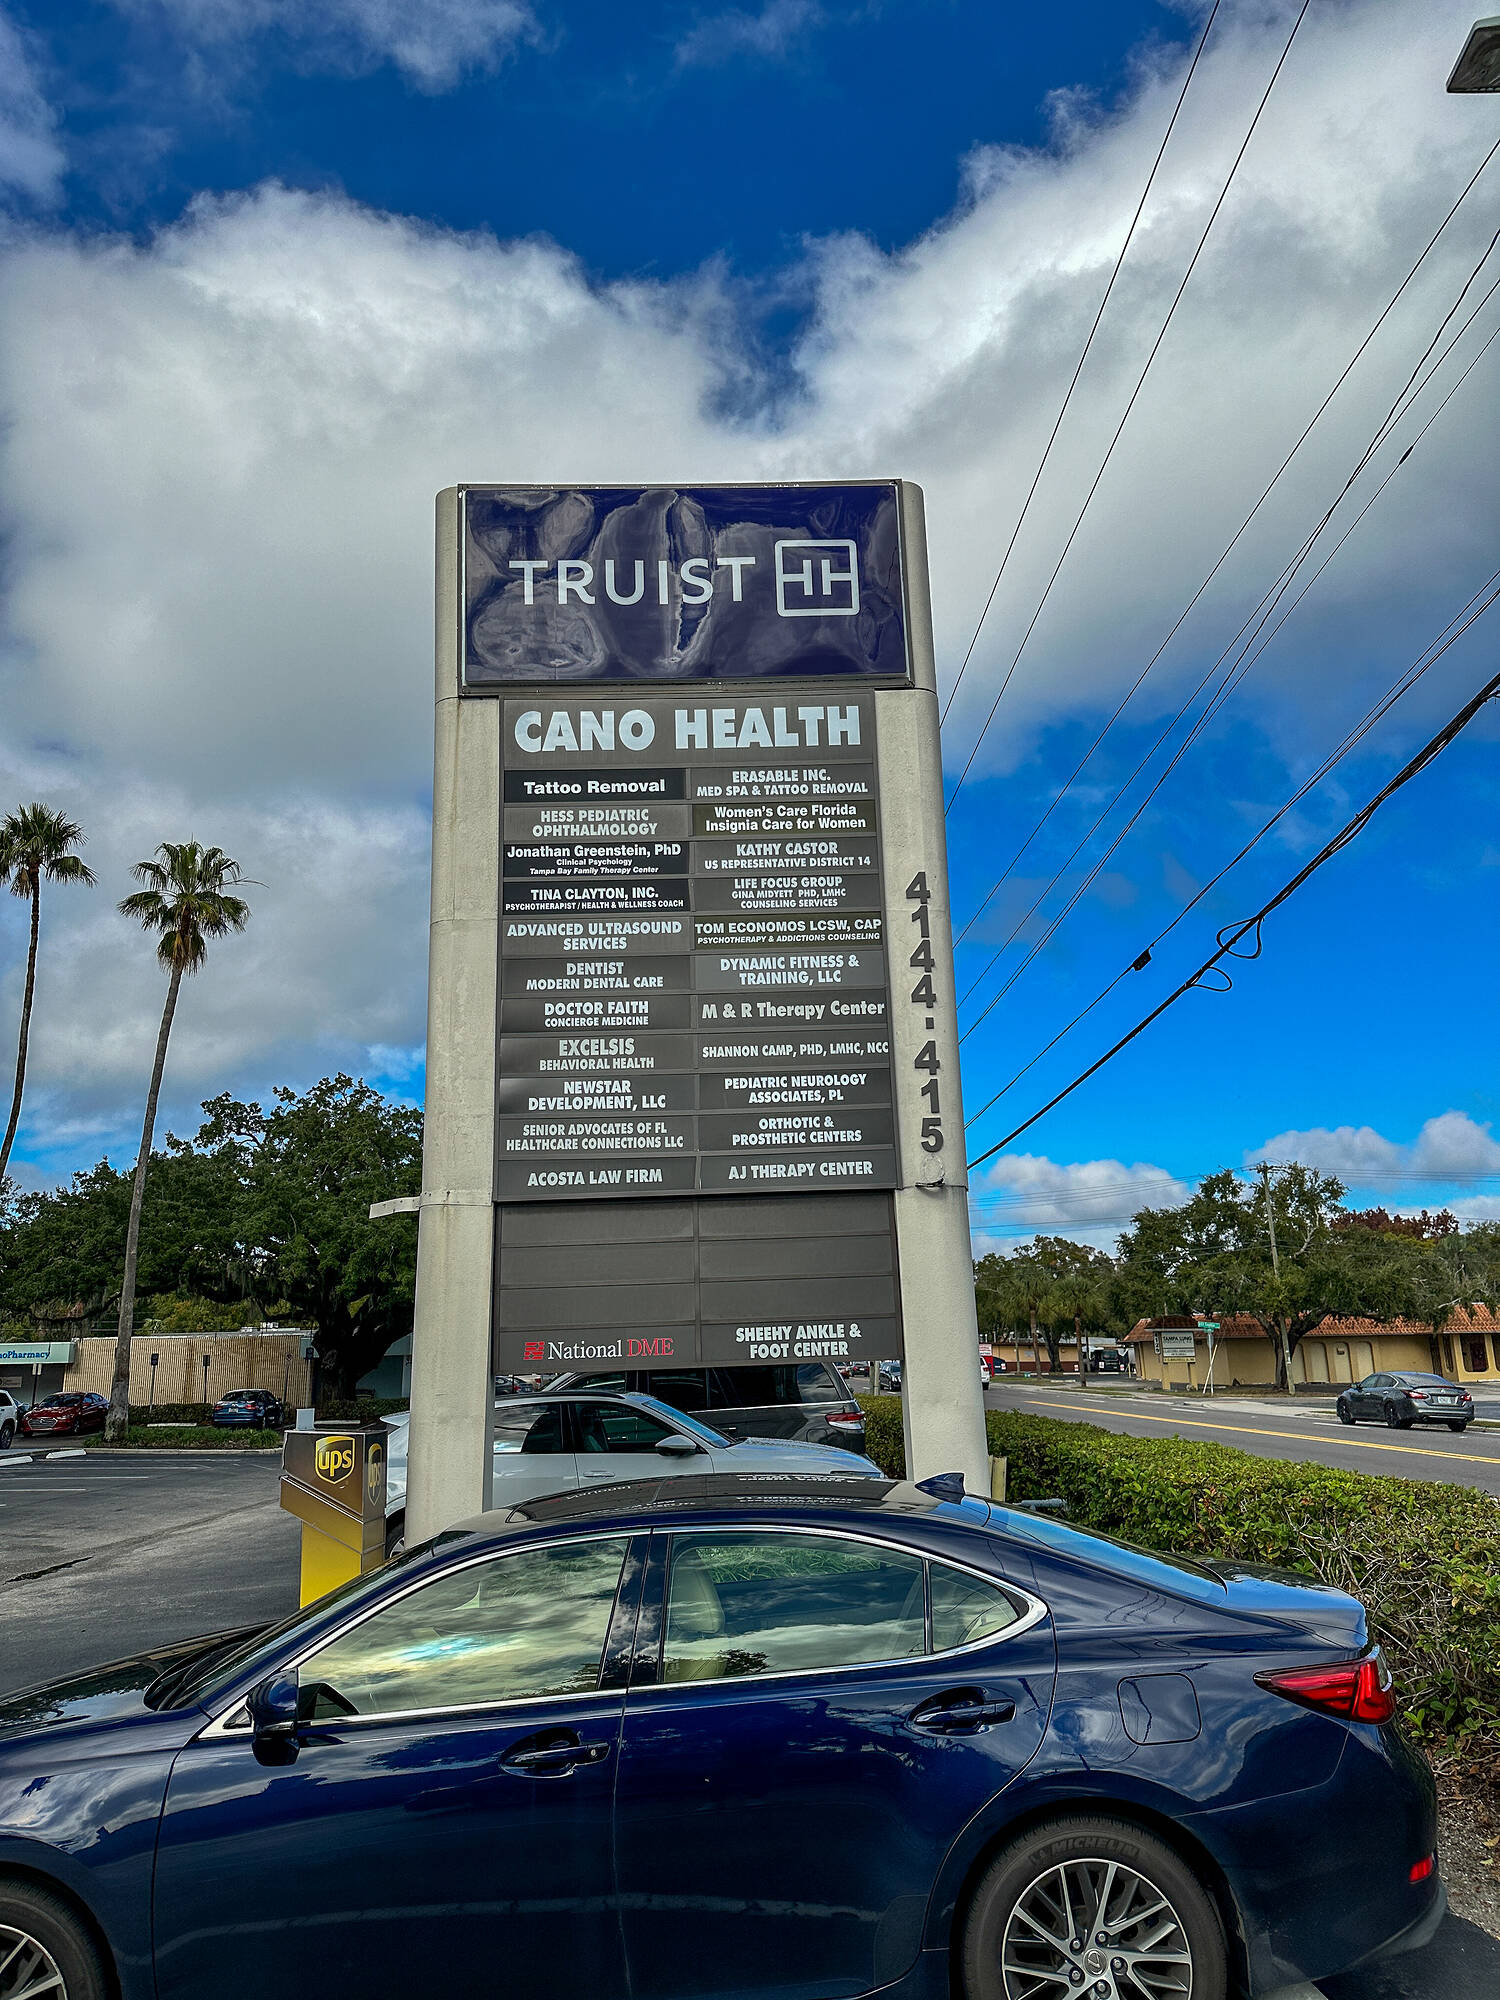 TRUIST
CANO HEALTH
Tattoo Removal
ERASABLE INC.
MED SPA & TATTOO REMOVAL
HESS PEDIATRIC
OPHTHALMOLOGY
Women's Care Florida
Insignia Care for Women
Jonathan Greenstein, PhD
Clinical Psychology
Tampa Bay Family Therapy Center
KATHY CASTOR
US REPRESENTATIVE DISTRICT 14
TINA CLAYTON, INC.
PSYCHOTHERAPIST / HEALTH & WELLNESS COACH
LIFE FOCUS GROUP
GINA MIDYETT PHD, LMHC
COUNSELING SERVICES
ADVANCED ULTRASOUND
SERVICES
TOM ECONOMOS LCSW, CAP
PSYCHOTHERAPY & ADDICTIONS COUNSELING
DENTIST
MODERN DENTAL CARE
DYNAMIC FITNESS &
TRAINING, LLC
DOCTOR FAITH
CONCIERGE MEDICINE
M & R Therapy Center
EXCELSIS
BEHAVIORAL HEALTH
SHANNON CAMP, PHD, LMHC, NCC
NEWSTAR
DEVELOPMENT, LLC
PEDIATRIC NEUROLOGY
ASSOCIATES, PL
SENIOR ADVOCATES OF FL
HEALTHCARE CONNECTIONS LLC
ORTHOTIC &
PROSTHETIC CENTERS
ACOSTA LAW FIRM
AJ THERAPY CENTER
National DME
SHEEHY ANKLE &
FOOT CENTER
4144-415
noPharmacy
TAMPA LUNG
ups
ups
MICHELIN